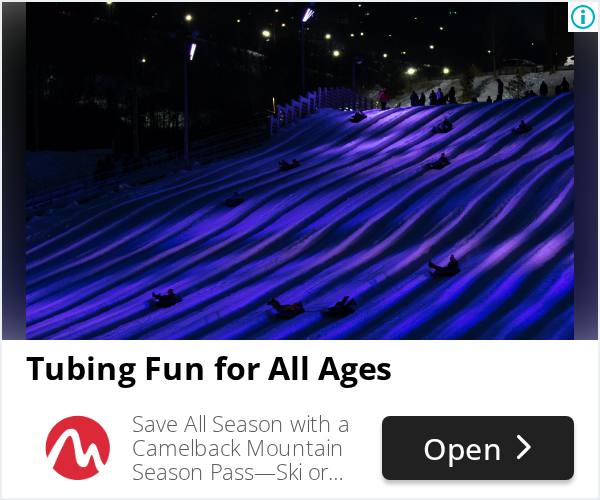 Tubing Fun for All Ages
Save All Season with a
Camelback Mountain
Season Pass—Ski or...
Open